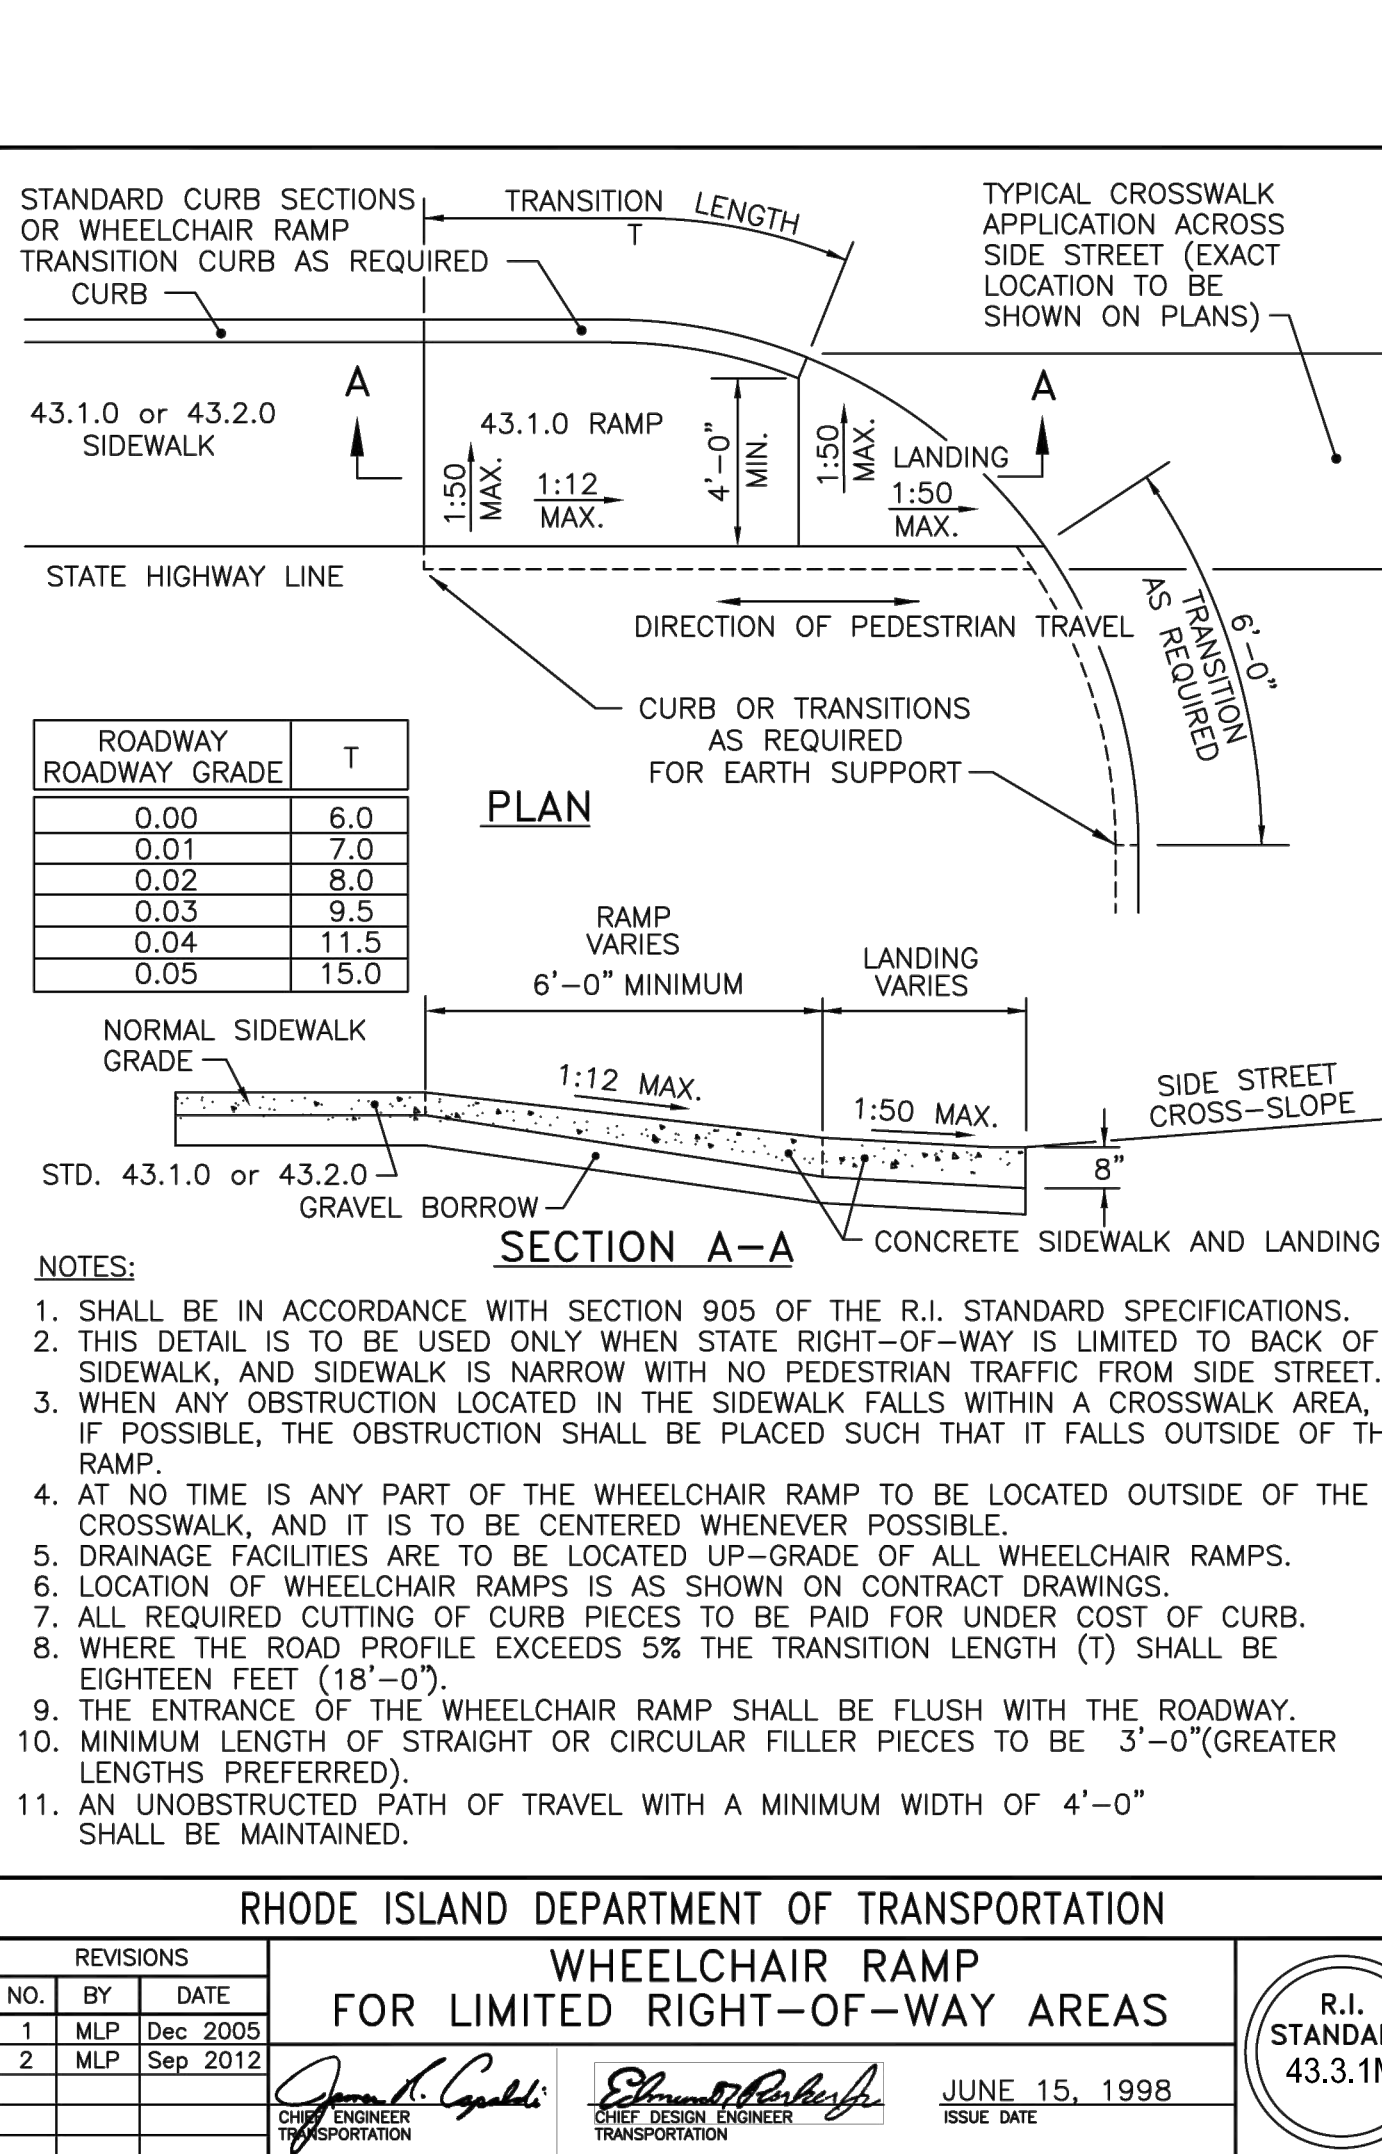 STANDARD CURB SECTIONS
OR WHEELCHAIR RAMP
TRANSITION CURB AS REQUIRED
CURB
TRANSITION LENGTH
T
TYPICAL CROSSWALK
APPLICATION ACROSS
SIDE STREET (EXACT
LOCATION TO BE
SHOWN ON PLANS)
A
A
43.1.0 or 43.2.0
SIDEWALK
43.1.0 RAMP
1:50
MAX.
1:12
MAX.
4'-0"
MIN.
1:50
MAX.
LANDING
1:50
MAX.
STATE HIGHWAY LINE
DIRECTION OF PEDESTRIAN TRAVEL
6'-0"
TRANSITION
AS REQUIRED
CURB OR TRANSITIONS
AS REQUIRED
FOR EARTH SUPPORT
PLAN
ROADWAY
ROADWAY GRADE
T
0.00 6.0
0.01 7.0
0.02 8.0
0.03 9.5
0.04 11.5
0.05 15.0
RAMP
VARIES
6'-0" MINIMUM
LANDING
VARIES
NORMAL SIDEWALK
GRADE
1:12 MAX.
1:50 MAX.
SIDE STREET
CROSS-SLOPE
8"
STD. 43.1.0 or 43.2.0
GRAVEL BORROW
CONCRETE SIDEWALK AND LANDING
SECTION A-A
NOTES:
1. SHALL BE IN ACCORDANCE WITH SECTION 905 OF THE R.I. STANDARD SPECIFICATIONS.
2. THIS DETAIL IS TO BE USED ONLY WHEN STATE RIGHT-OF-WAY IS LIMITED TO BACK OF
SIDEWALK, AND SIDEWALK IS NARROW WITH NO PEDESTRIAN TRAFFIC FROM SIDE STREET.
3. WHEN ANY OBSTRUCTION LOCATED IN THE SIDEWALK FALLS WITHIN A CROSSWALK AREA,
IF POSSIBLE, THE OBSTRUCTION SHALL BE PLACED SUCH THAT IT FALLS OUTSIDE OF TH
RAMP.
4. AT NO TIME IS ANY PART OF THE WHEELCHAIR RAMP TO BE LOCATED OUTSIDE OF THE
CROSSWALK, AND IT IS TO BE CENTERED WHENEVER POSSIBLE.
5. DRAINAGE FACILITIES ARE TO BE LOCATED UP-GRADE OF ALL WHEELCHAIR RAMPS.
6. LOCATION OF WHEELCHAIR RAMPS IS AS SHOWN ON CONTRACT DRAWINGS.
7. ALL REQUIRED CUTTING OF CURB PIECES TO BE PAID FOR UNDER COST OF CURB.
8. WHERE THE ROAD PROFILE EXCEEDS 5% THE TRANSITION LENGTH (T) SHALL BE
EIGHTEEN FEET (18'-0").
9. THE ENTRANCE OF THE WHEELCHAIR RAMP SHALL BE FLUSH WITH THE ROADWAY.
10. MINIMUM LENGTH OF STRAIGHT OR CIRCULAR FILLER PIECES TO BE 3'-0"(GREATER
LENGTHS PREFERRED).
11. AN UNOBSTRUCTED PATH OF TRAVEL WITH A MINIMUM WIDTH OF 4'-0"
SHALL BE MAINTAINED.
RHODE ISLAND DEPARTMENT OF TRANSPORTATION
REVISIONS
NO. BY DATE
1 MLP Dec 2005
2 MLP Sep 2012
WHEELCHAIR RAMP
FOR LIMITED RIGHT-OF-WAY AREAS
James R. Capaldi
CHIEF ENGINEER
TRANSPORTATION
Edmund T Parker Jr.
CHIEF DESIGN ENGINEER
TRANSPORTATION
JUNE 15, 1998
ISSUE DATE
R.I.
STANDA
43.3.1